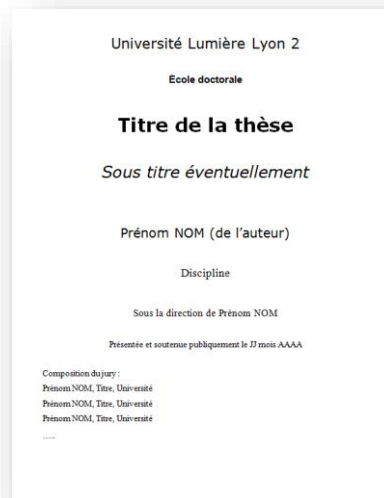 Université Lumière Lyon 2
Ecole doctorale
Titre de la thèse
Sous titre éventuellement
Prénom NOM (de l'auteur)
Discipline
Sous la direction de Prénom NOM
Présentée et soutenue publiquement le JJ mois AAAA
Composition du jury :
Prénom NOM, Titre, Université
Prénom NOM, Titre, Université
Prénom NOM, Titre, Université
......